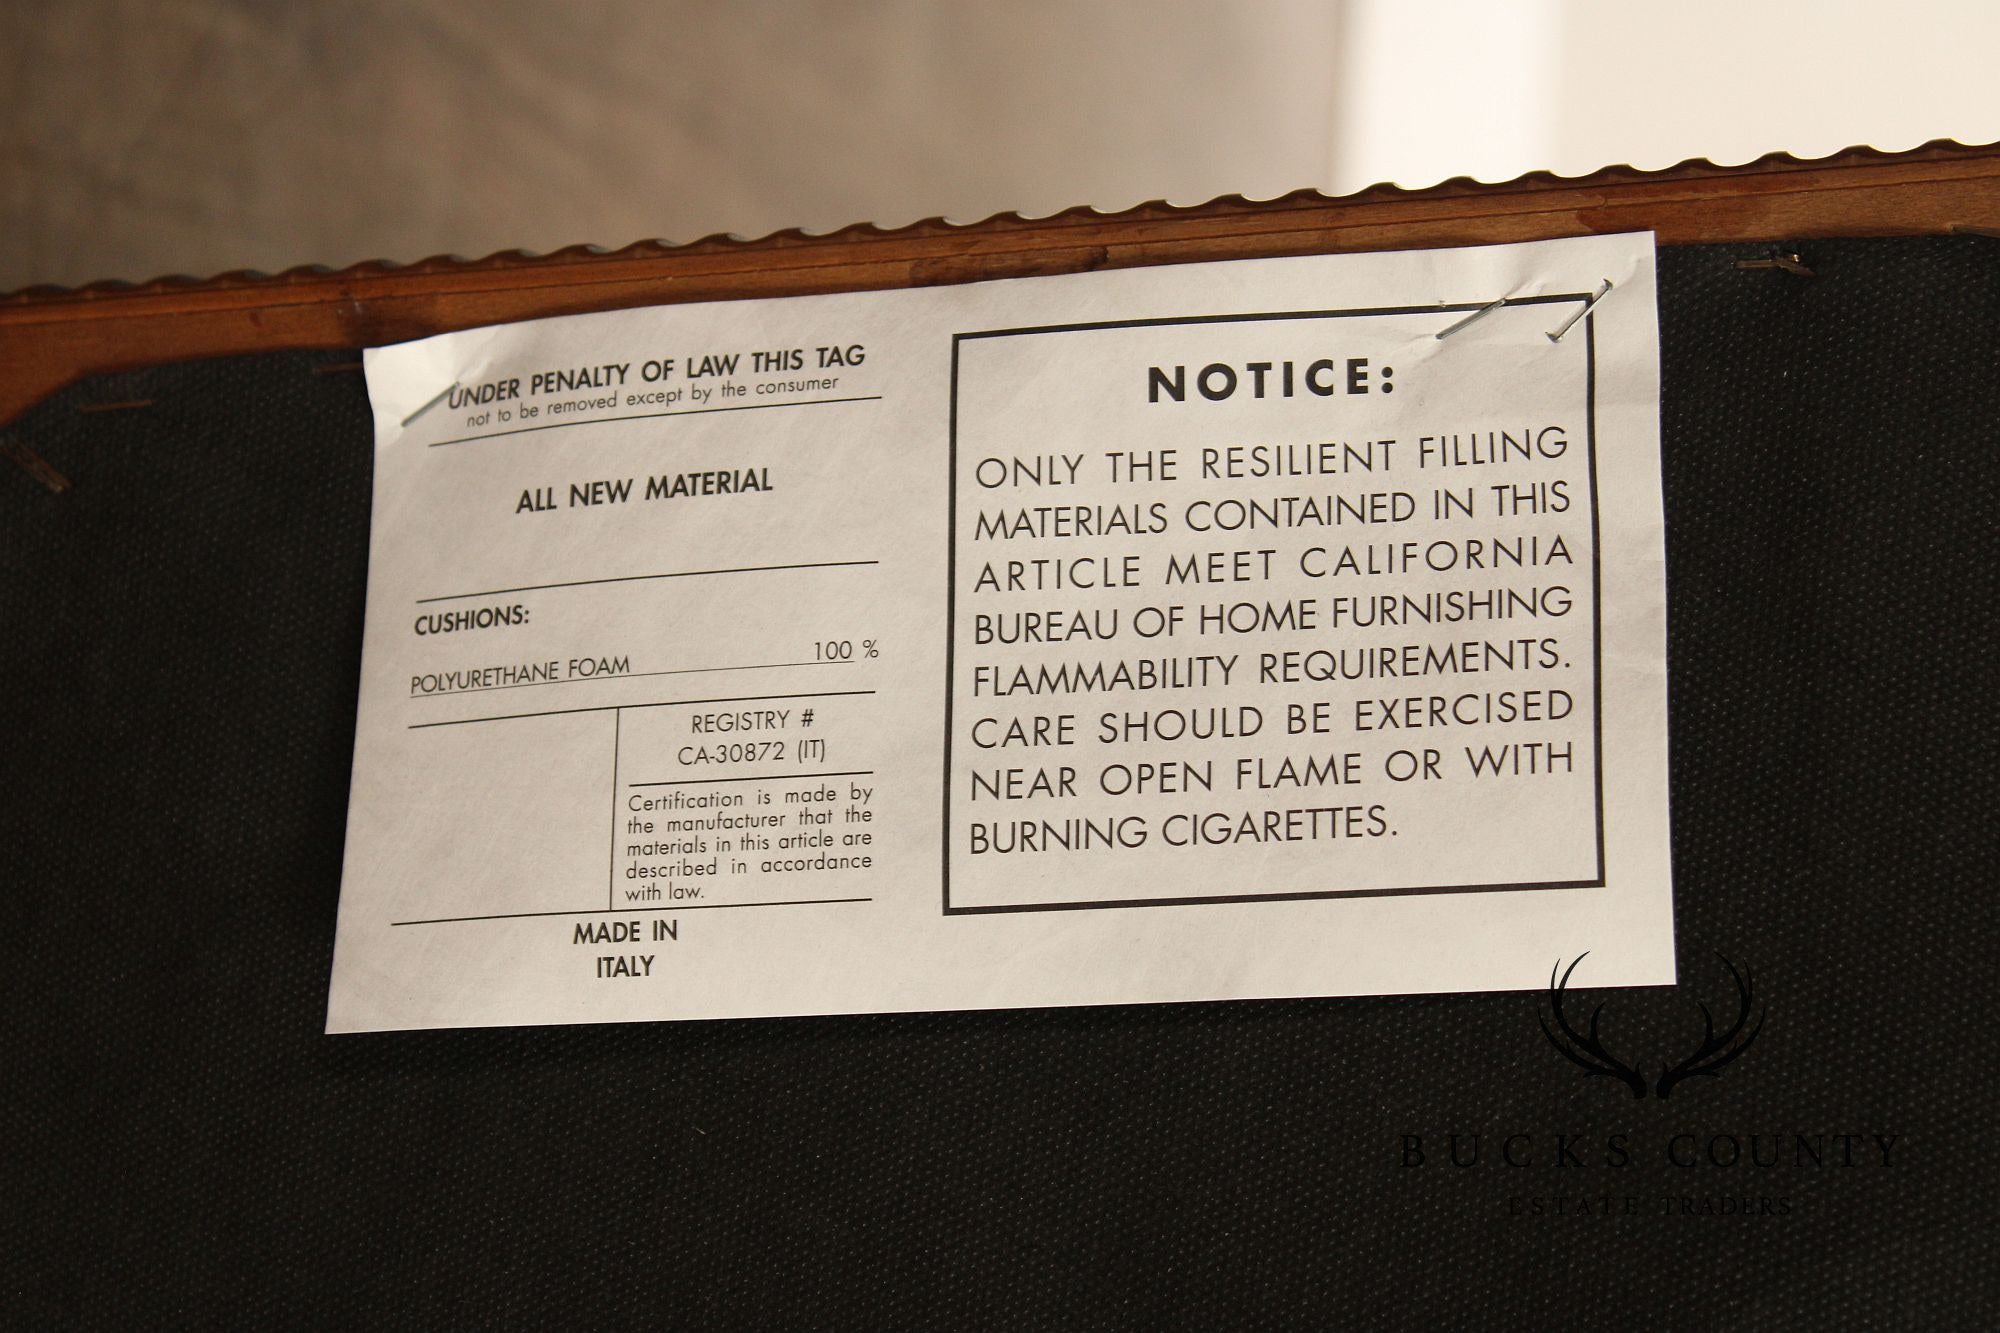 UNDER PENALTY OF LAW THIS TAG
not to be removed except by the consumer
ALL NEW MATERIAL
CUSHIONS:
POLYURETHANE FOAM 100 %
REGISTRY #
CA-30872 (IT)
Certification is made by
the manufacturer that the
materials in this article are
described in accordance
with law.
MADE IN
ITALY
NOTICE:
ONLY THE RESILIENT FILLING
MATERIALS CONTAINED IN THIS
ARTICLE MEET CALIFORNIA
BUREAU OF HOME FURNISHING
FLAMMABILITY REQUIREMENTS.
CARE SHOULD BE EXERCISED
NEAR OPEN FLAME OR WITH
BURNING CIGARETTES.
BUCKS COUNTY
ESTATE TRADERS